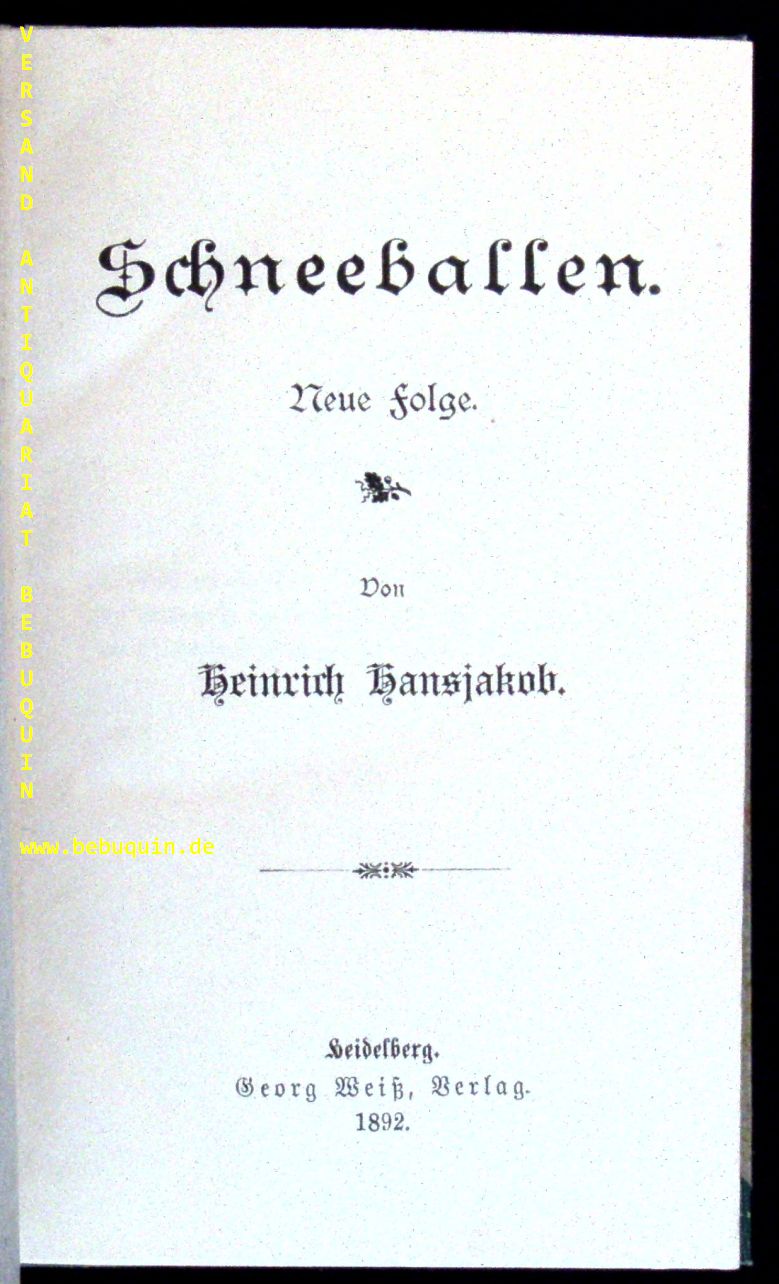 Schneeballen.
Neue Folge.
Von
Heinrich Hansjakob.
Heidelberg.
Georg Weiß, Verlag.
1892.
VERSAND ANTIQUARIAT BEBUQUIN
www.bebuquin.de